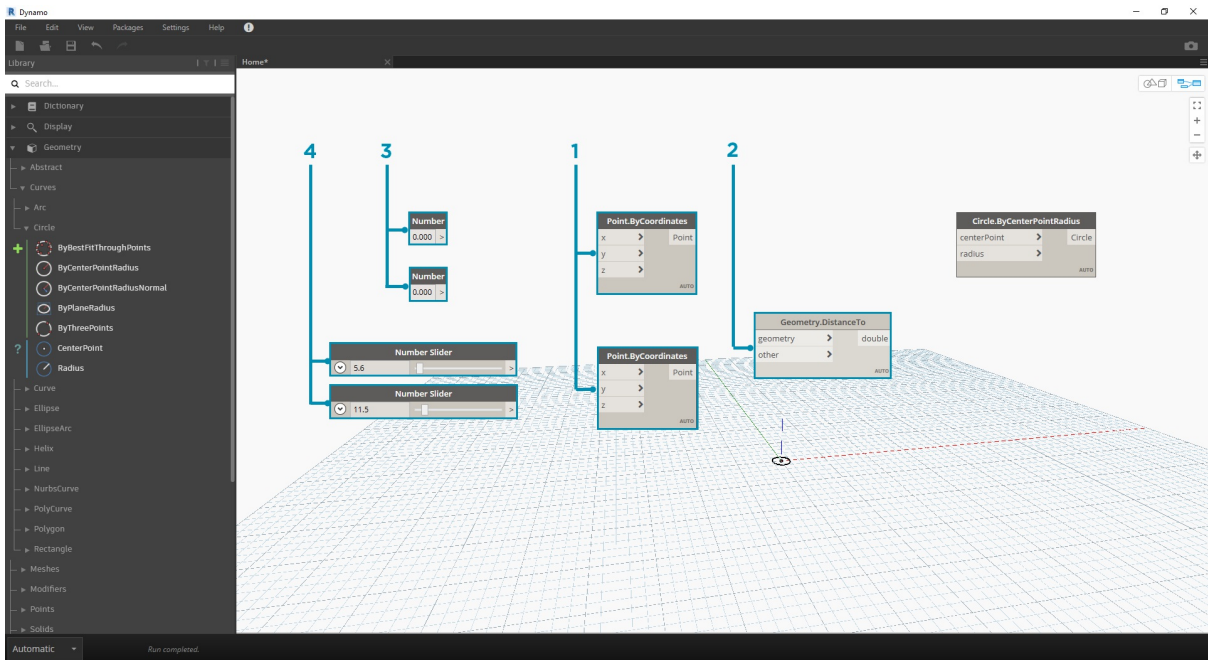 Dynamo
File Edit View Packages Settings Help
Library
Home*
Search...
Dictionary
Display
Geometry
Abstract
Curves
Arc
Circle
ByBestFitThroughPoints
ByCenterPointRadius
ByCenterPointRadiusNormal
ByPlaneRadius
ByThreePoints
CenterPoint
Radius
Curve
Ellipse
EllipseArc
Helix
Line
NurbsCurve
PolyCurve
Polygon
Rectangle
Meshes
Modifiers
Points
Solids
4 3 1 2
Number
0.000 >
Number
0.000 >
Number Slider
5.6 >
Number Slider
11.5 >
Point.ByCoordinates
x > Point
y >
z >
AUTO
Point.ByCoordinates
x > Point
y >
z >
AUTO
Geometry.DistanceTo
geometry > double
other >
AUTO
Circle.ByCenterPointRadius
centerPoint > Circle
radius >
AUTO
Automatic Run completed.